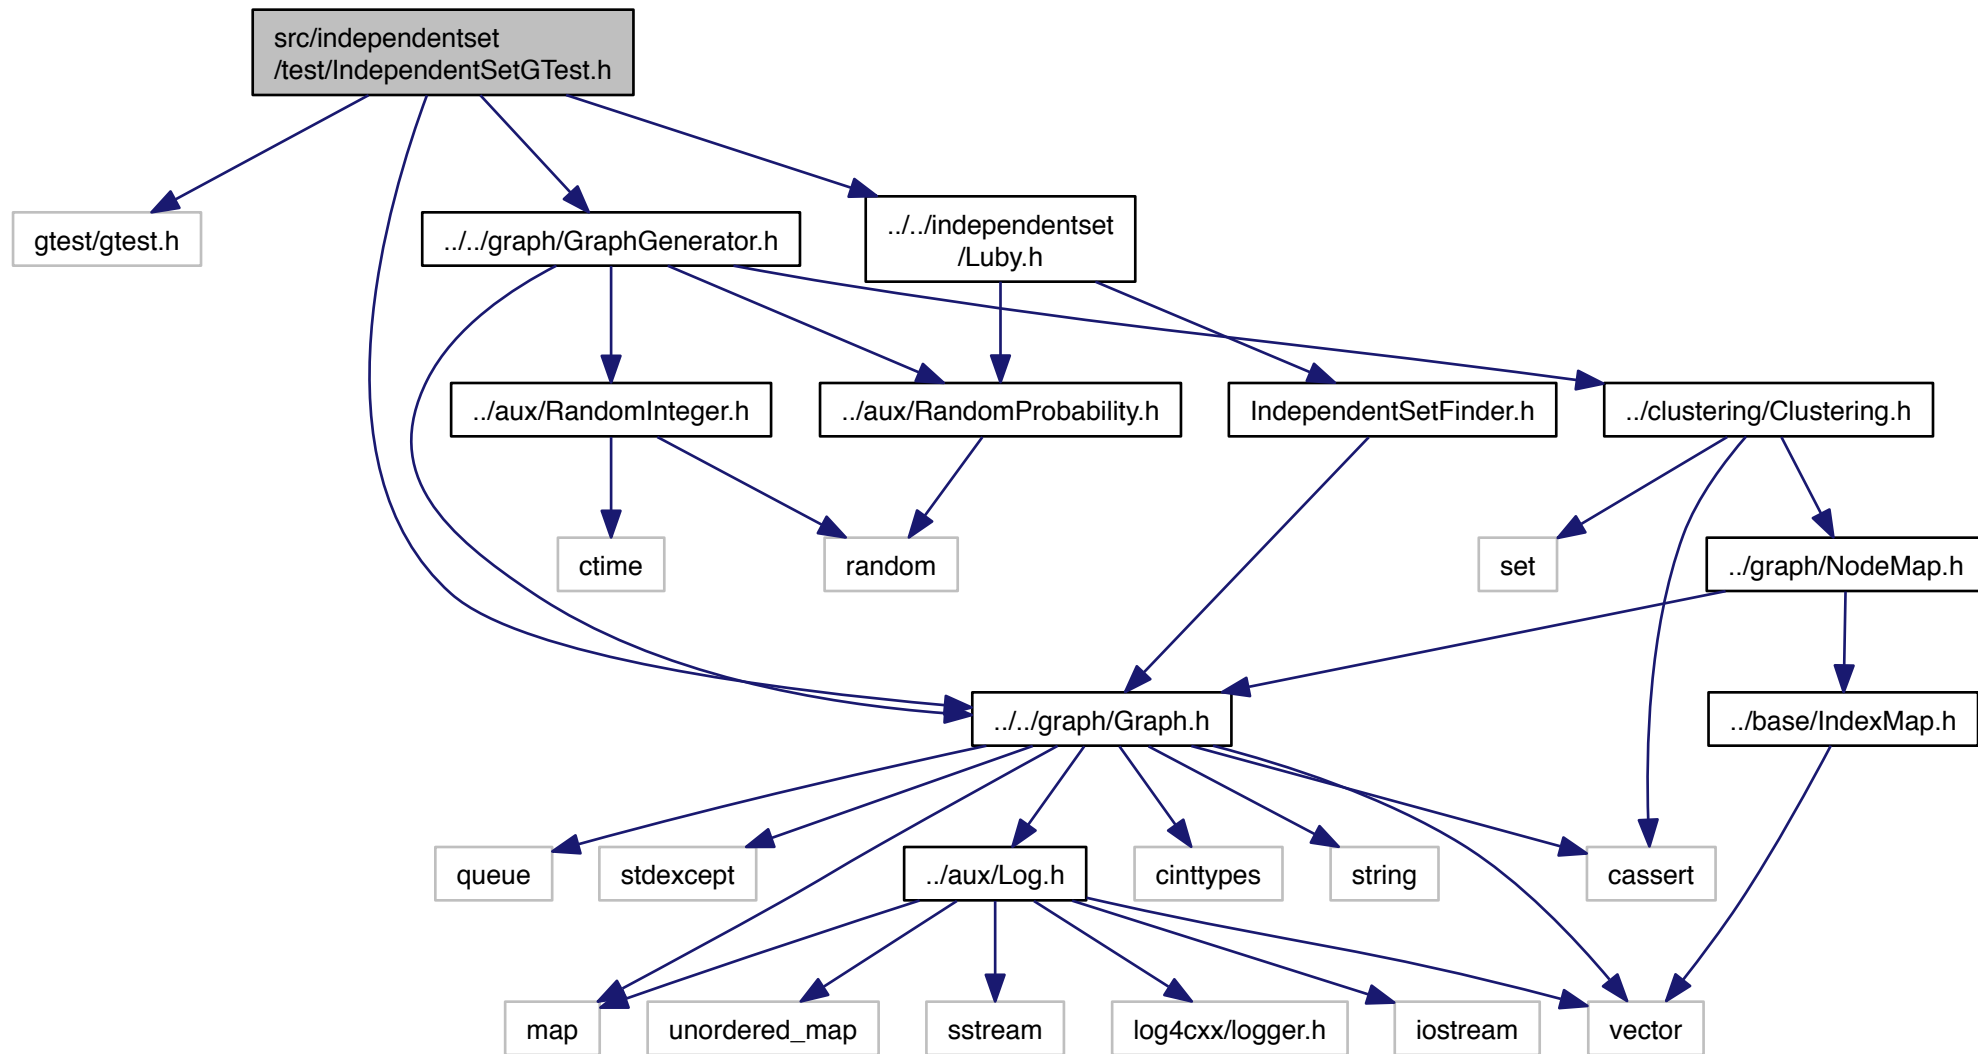 src/independentset
/test/IndependentSetGTest.h
gtest/gtest.h
../../graph/GraphGenerator.h
../../independentset
/Luby.h
../aux/RandomInteger.h
../aux/RandomProbability.h
IndependentSetFinder.h
../clustering/Clustering.h
ctime
random
set
../graph/NodeMap.h
../../graph/Graph.h
../base/IndexMap.h
queue
stdexcept
../aux/Log.h
cinttypes
string
cassert
map
unordered_map
sstream
log4cxx/logger.h
iostream
vector